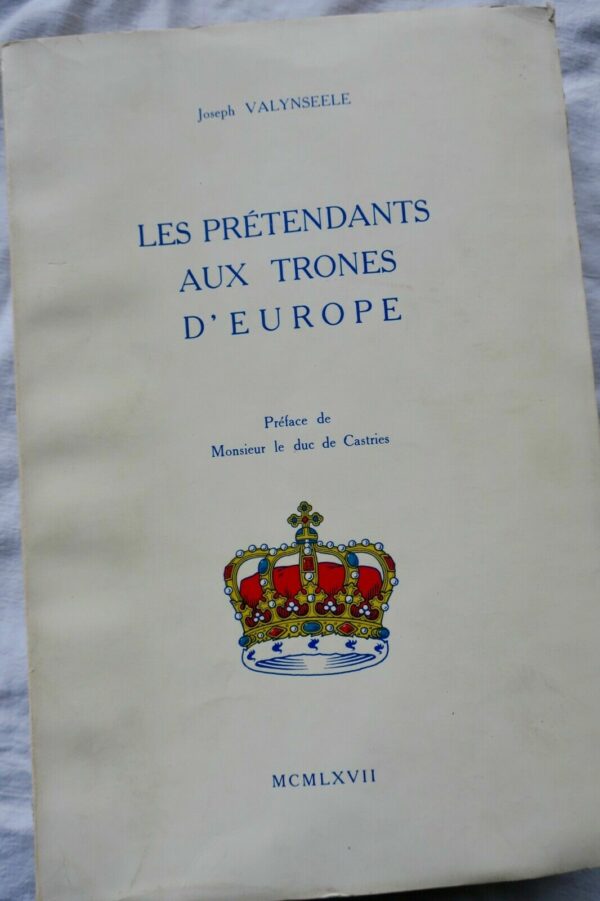 Joseph VALYNSEELE
LES PRÉTENDANTS
AUX TRONES
D'EUROPE
Préface de
Monsieur le duc de Castries
MCMLXVII